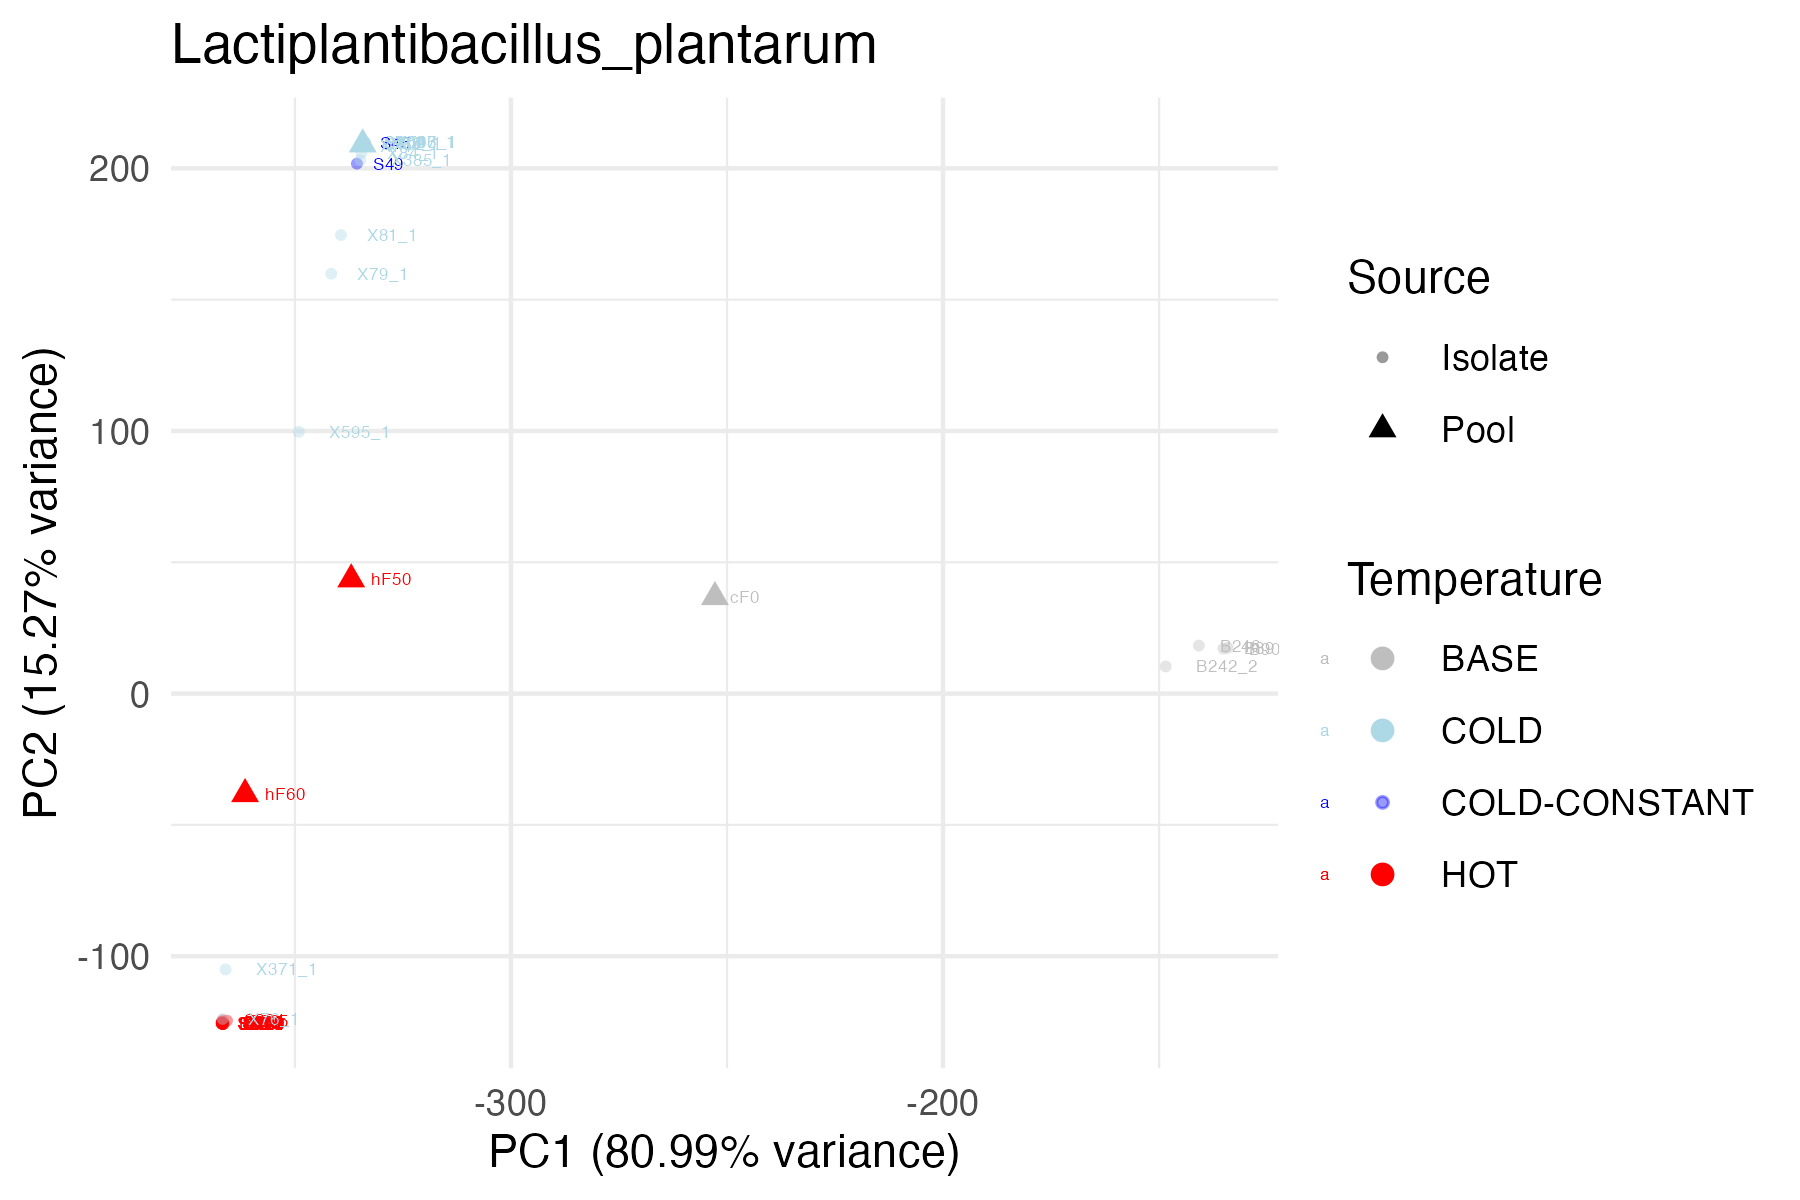 Lactiplantibacillus_plantarum
PC2 (15.27% variance)
200
100
0
-100
S49
X81_1
X79_1
X595_1
hF50
cF0
B246
B242_2
hF60
X371_1
-300
-200
PC1 (80.99% variance)
Source
Isolate
Pool
Temperature
a BASE
a COLD
a COLD-CONSTANT
a HOT